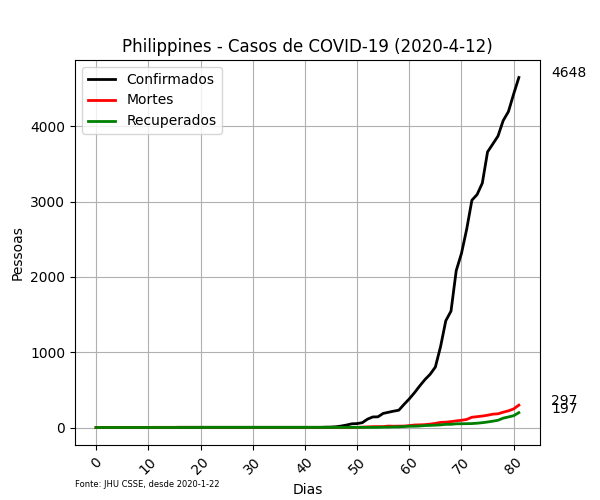 Philippines - Casos de COVID-19 (2020-4-12)
Confirmados
Mortes
Recuperados
4648
297
197
Pessoas
4000
3000
2000
1000
0
0
10
20
30
40
50
60
70
80
Fonte: JHU CSSE, desde 2020-1-22
Dias